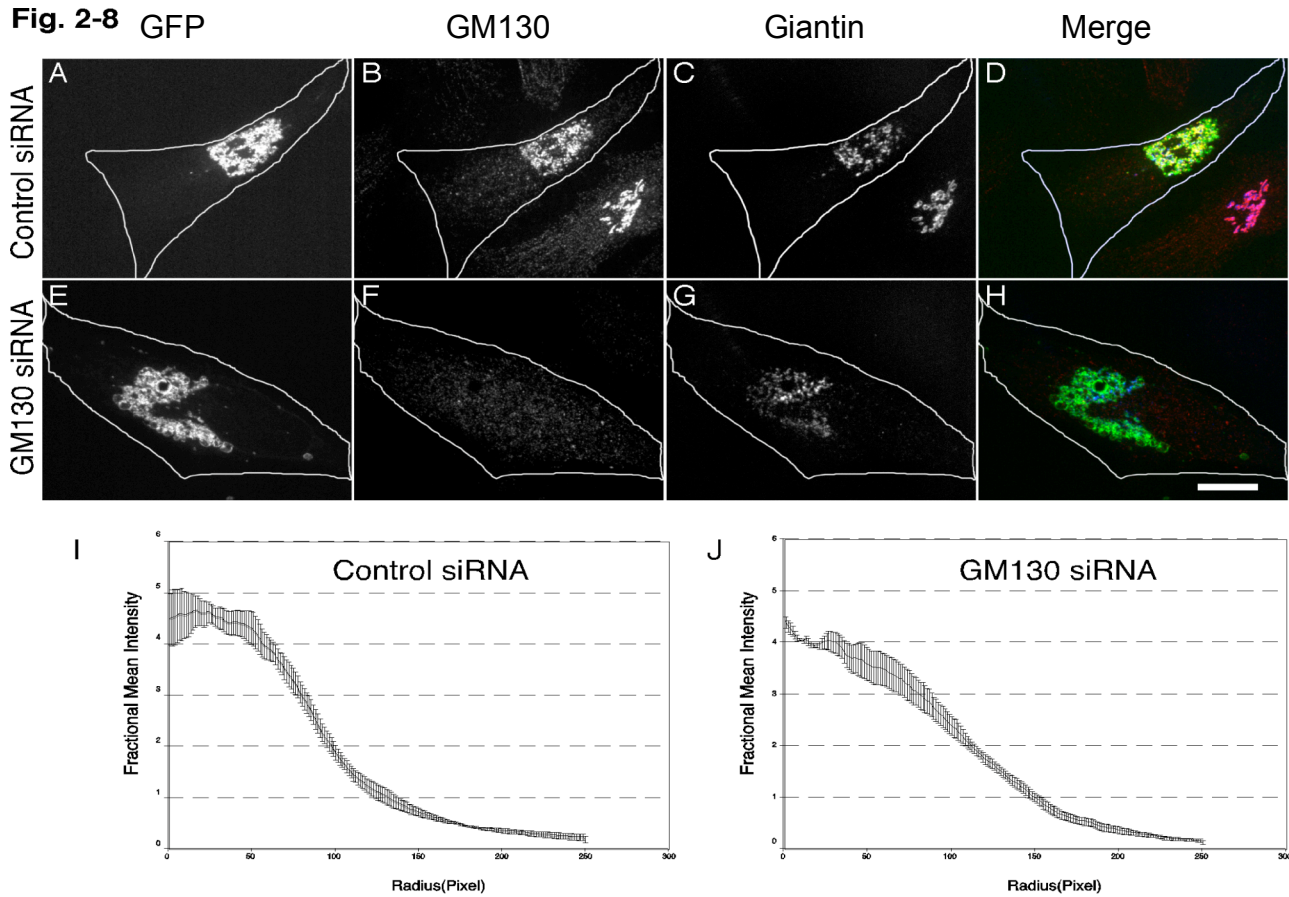 Fig. 2-8
GFP GM130 Giantin Merge
Control siRNA
A B C D
GM130 siRNA
E F G H
I
Control siRNA
Fractional Mean Intensity
6
5
4
3
2
1
0
0 50 100 150 200 250 300
Radius(Pixel)
J
GM130 siRNA
Fractional Mean Intensity
6
5
4
3
2
1
0
0 50 100 150 200 250 300
Radius(Pixel)